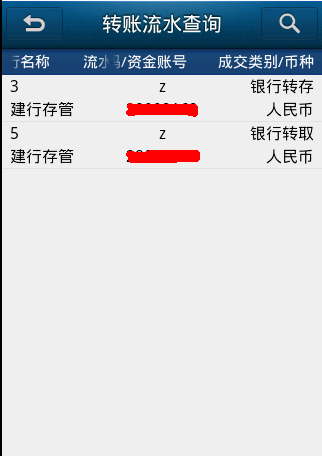 转账流水查询
行名称 流水码/资金账号 成交类别/币种
3 z 银行转存
建行存管 人民币
5 z 银行转取
建行存管 人民币